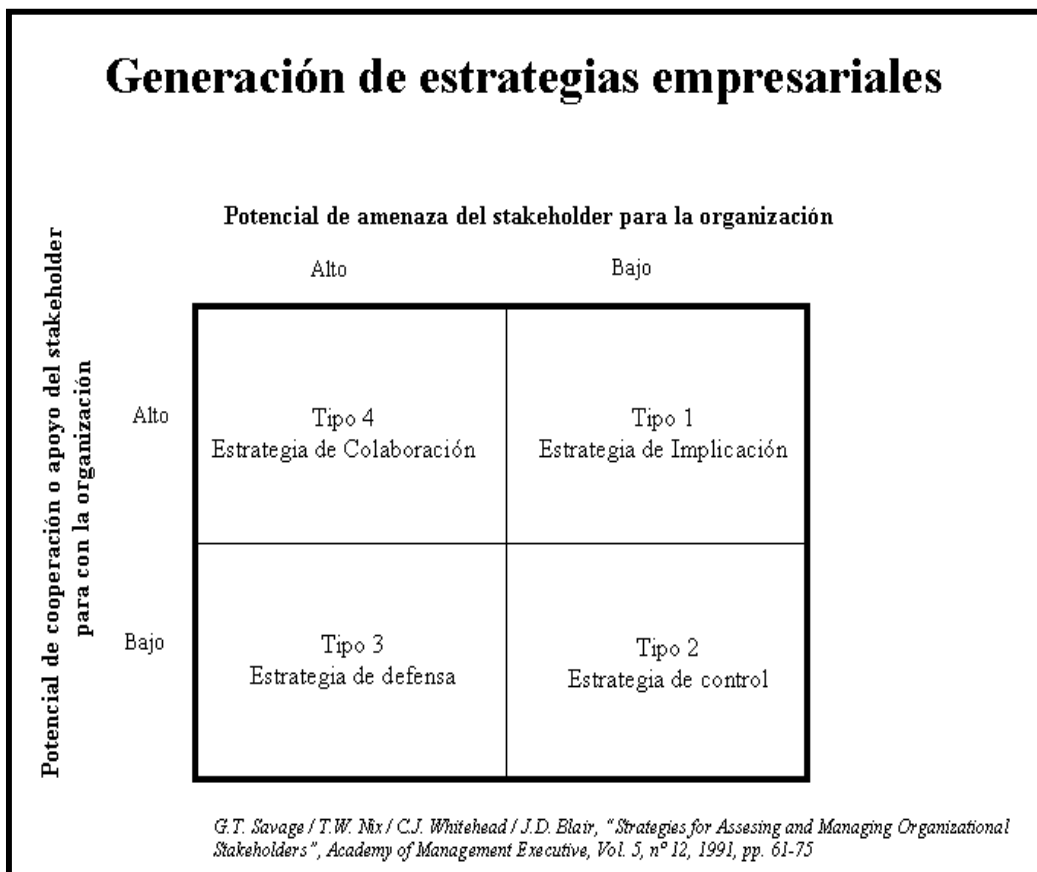 Generación de estrategias empresariales
Potencial de amenaza del stakeholder para la organización
Alto
Bajo
Potencial de cooperación o apoyo del stakeholder
para con la organización
Alto
Tipo 4
Estrategia de Colaboración
Tipo 1
Estrategia de Implicación
Bajo
Tipo 3
Estrategia de defensa
Tipo 2
Estrategia de control
G.T. Savage / T.W. Nix / C.J. Whitehead / J.D. Blair, "Strategies for Assesing and Managing Organizational
Stakeholders", Academy of Management Executive, Vol. 5, nº 12, 1991, pp. 61-75